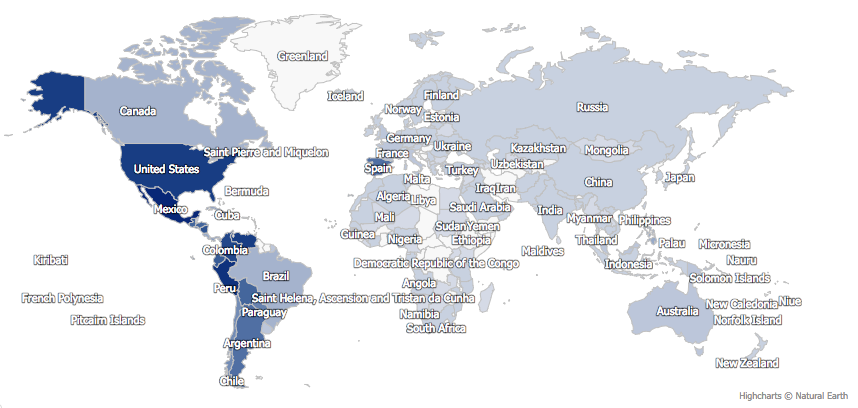 Greenland
Iceland
Canada
Norway
Finland
Russia
Estonia
Germany
Saint Pierre and Miquelon
France
Ukraine
Kazakhstan
Mongolia
United States
Spain
Uzbekistan
Turkey
Malta
China
Japan
Bermuda
Algeria
Libya
Iraq
Iran
Mexico
Cuba
Mali
Saudi Arabia
India
Myanmar
Philippines
Guinea
Nigeria
Sudan
Yemen
Ethiopia
Thailand
Palau
Micronesia
Colombia
Maldives
Kiribati
Democratic Republic of the Congo
Indonesia
Nauru
Brazil
Solomon Islands
Peru
Angola
French Polynesia
Saint Helena, Ascension and Tristan da Cunha
New Caledonia
Niue
Paraguay
Namibia
Australia
Pitcairn Islands
South Africa
Norfolk Island
Argentina
New Zealand
Chile
Highcharts © Natural Earth